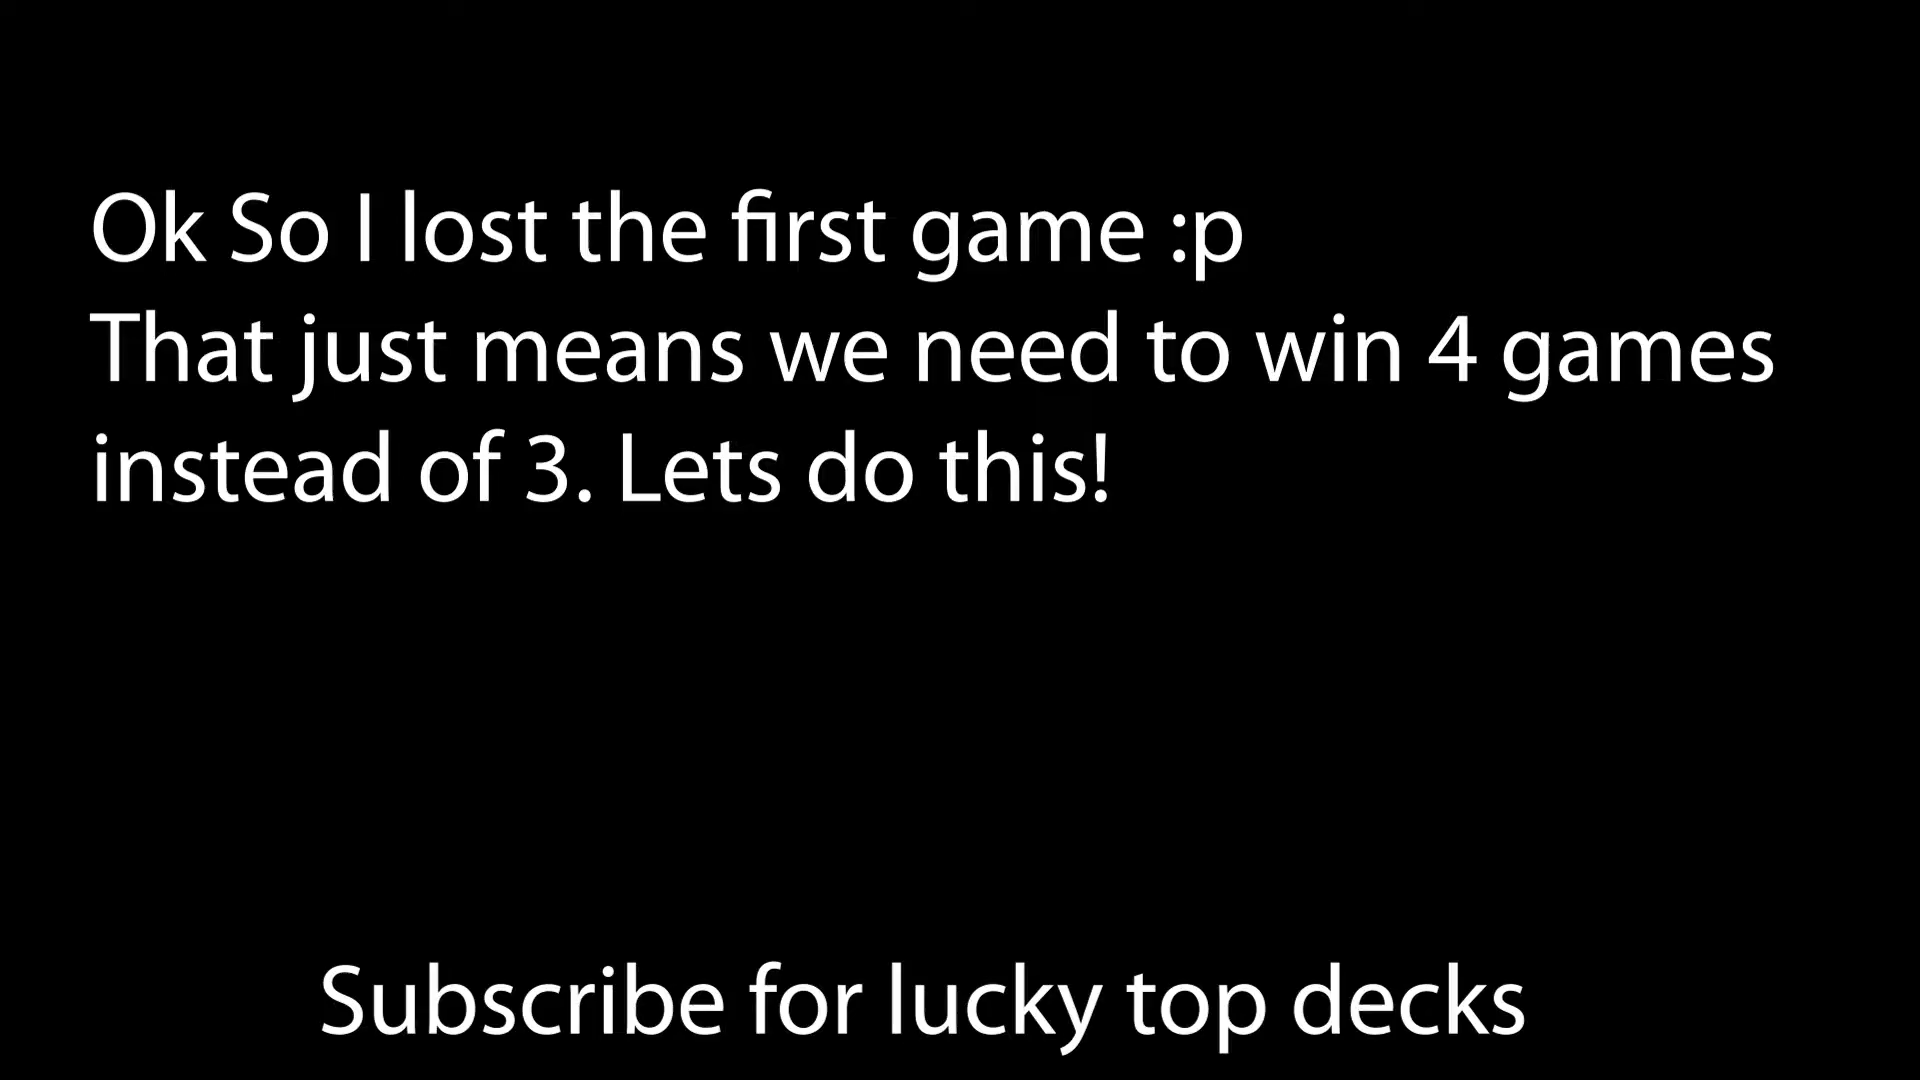 Ok So I lost the first game :p
That just means we need to win 4 games
instead of 3. Lets do this!
Subscribe for lucky top decks